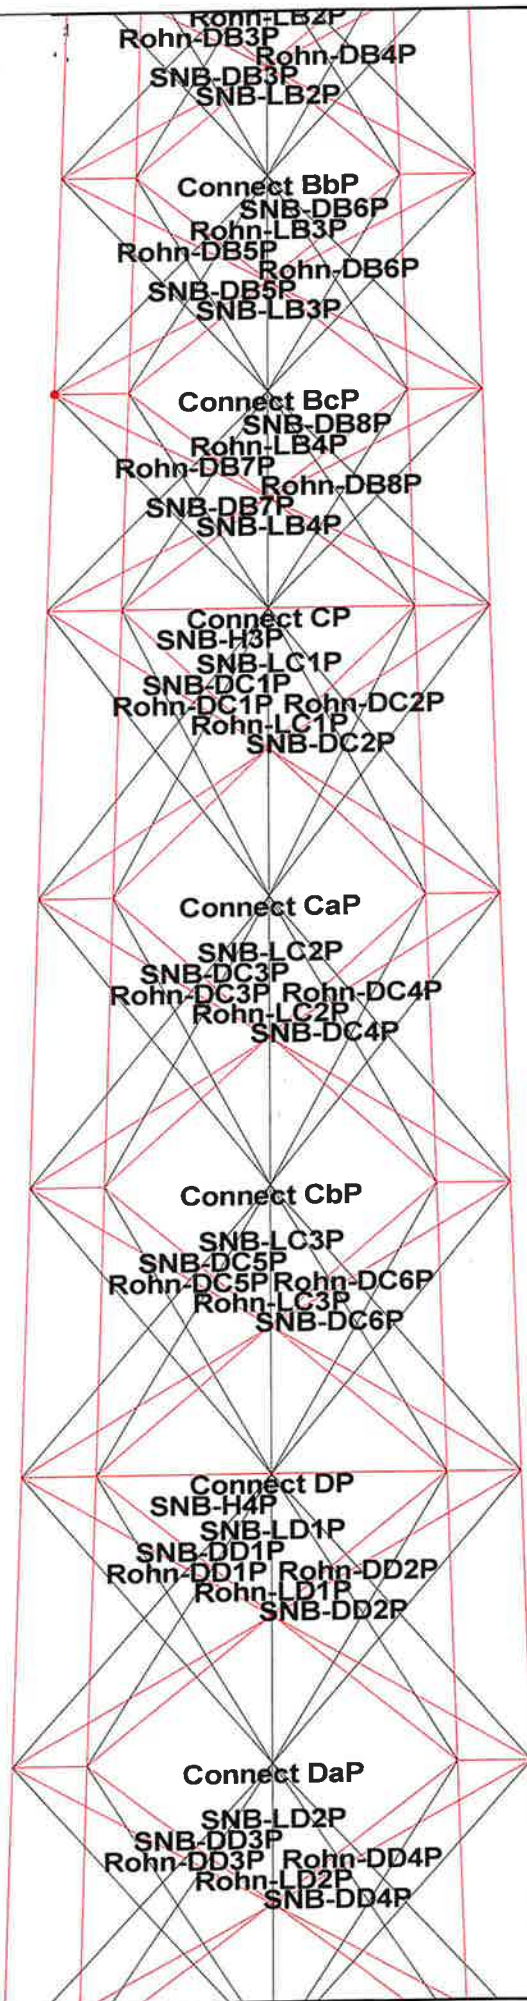 Rohn-LB2P
Rohn-DB3P
Rohn-DB4P
SNB-DB3P
SNB-LB2P
Connect BbP
SNB-DB6P
Rohn-LB3P
Rohn-DB5P
Rohn-DB6P
SNB-DB5P
SNB-LB3P
Connect BcP
SNB-DB8P
Rohn-LB4P
Rohn-DB7P
Rohn-DB8P
SNB-DB7P
SNB-LB4P
Connect CP
SNB-H3P
SNB-LC1P
SNB-DC1P
Rohn-DC1P Rohn-DC2P
Rohn-LC1P
SNB-DC2P
Connect CaP
SNB-LC2P
SNB-DC3P
Rohn-DC3P Rohn-DC4P
Rohn-LC2P
SNB-DC4P
Connect CbP
SNB-LC3P
SNB-DC5P
Rohn-DC5P Rohn-DC6P
Rohn-LC3P
SNB-DC6P
Connect DP
SNB-H4P
SNB-LD1P
SNB-DD1P
Rohn-DD1P Rohn-DD2P
Rohn-LD1P
SNB-DD2P
Connect DaP
SNB-LD2P
SNB-DD3P
Rohn-DD3P Rohn-DD4P
Rohn-LD2P
SNB-DD4P